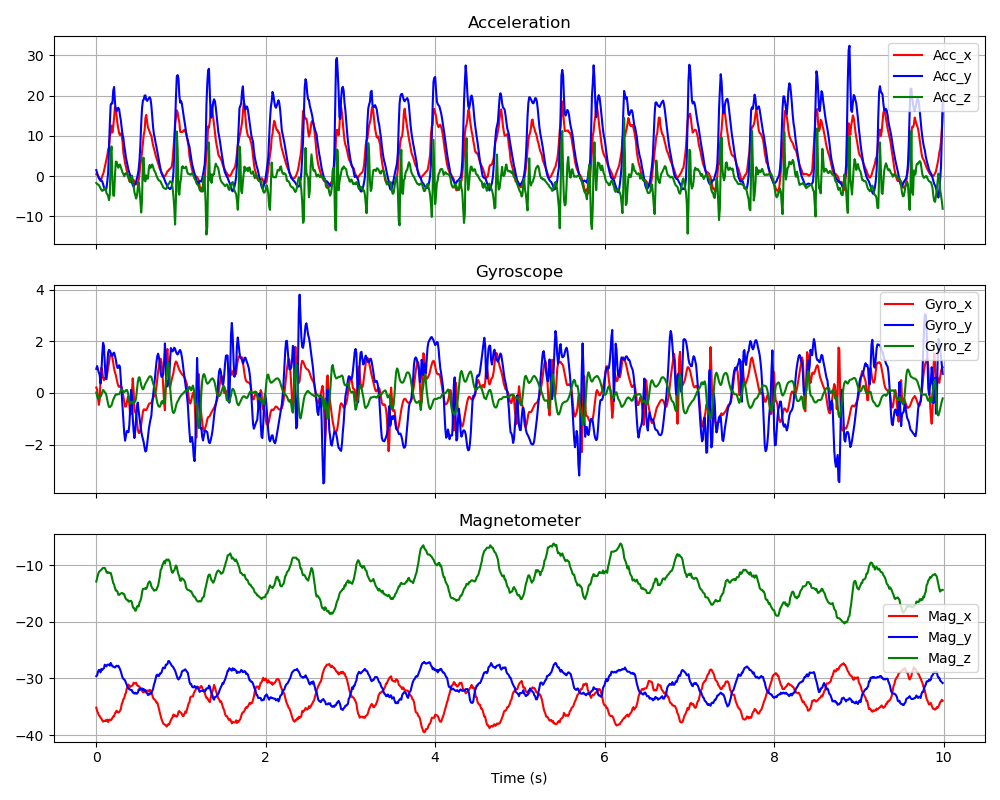 Acceleration
30
20
10
0
−10
Acc_x
Acc_y
Acc_z
Gyroscope
4
2
0
−2
Gyro_x
Gyro_y
Gyro_z
Magnetometer
−10
−20
−30
−40
Mag_x
Mag_y
Mag_z
0 2 4 6 8 10
Time (s)